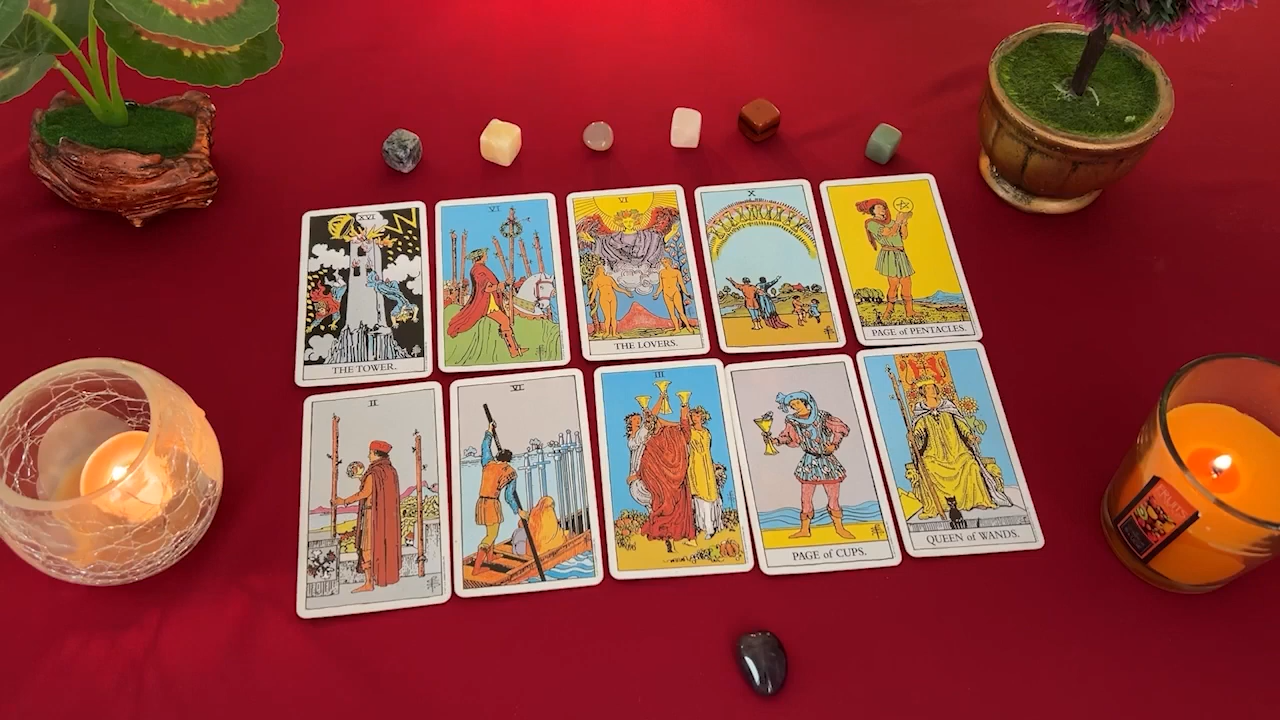 XVI
THE TOWER.
VI
VI
THE LOVERS.
X
PAGE of PENTACLES.
II
VI
III
PAGE of CUPS.
QUEEN of WANDS.